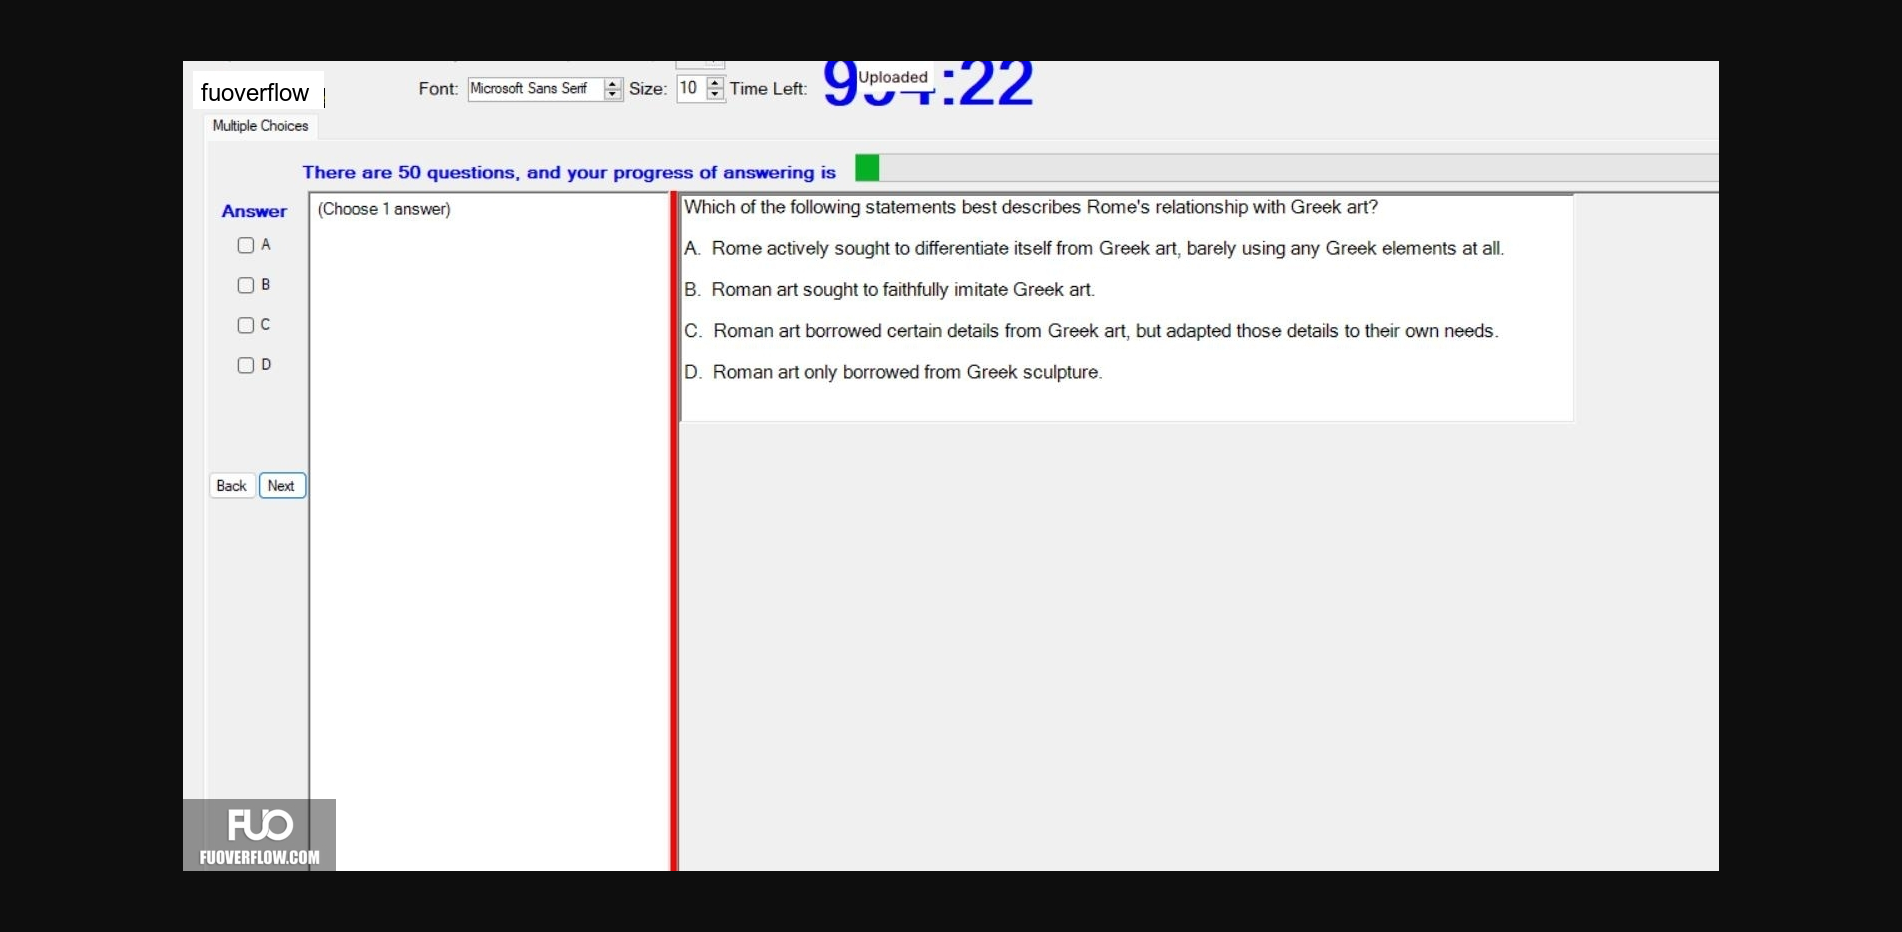 fuoverflow
Font: Microsoft Sans Serif Size: 10 Time Left: :22
Uploaded
Multiple Choices
There are 50 questions, and your progress of answering is
Answer
(Choose 1 answer)
A
B
C
D
Back Next
Which of the following statements best describes Rome's relationship with Greek art?
A. Rome actively sought to differentiate itself from Greek art, barely using any Greek elements at all.
B. Roman art sought to faithfully imitate Greek art.
C. Roman art borrowed certain details from Greek art, but adapted those details to their own needs.
D. Roman art only borrowed from Greek sculpture.
FUO
FUOVERFLOW.COM